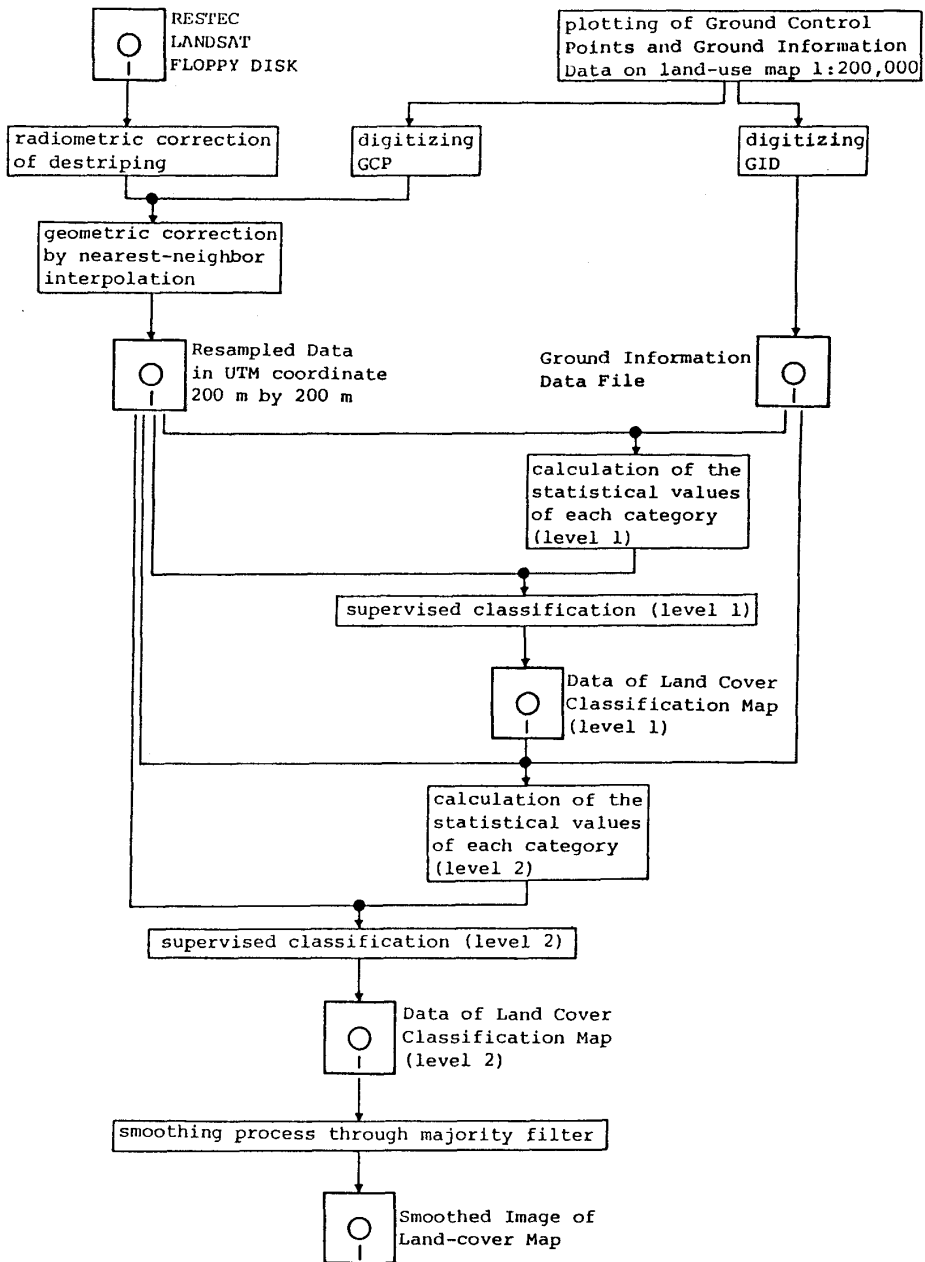 RESTEC
LANDSAT
FLOPPY DISK
plotting of Ground Control
Points and Ground Information
Data on land-use map 1:200,000
radiometric correction
of destriping
digitizing
GCP
digitizing
GID
geometric correction
by nearest-neighbor
interpolation
Resampled Data
in UTM coordinate
200 m by 200 m
Ground Information
Data File
calculation of the
statistical values
of each category
(level 1)
supervised classification (level 1)
Data of Land Cover
Classification Map
(level 1)
calculation of the
statistical values
of each category
(level 2)
supervised classification (level 2)
Data of Land Cover
Classification Map
(level 2)
smoothing process through majority filter
Smoothed Image of
Land-cover Map